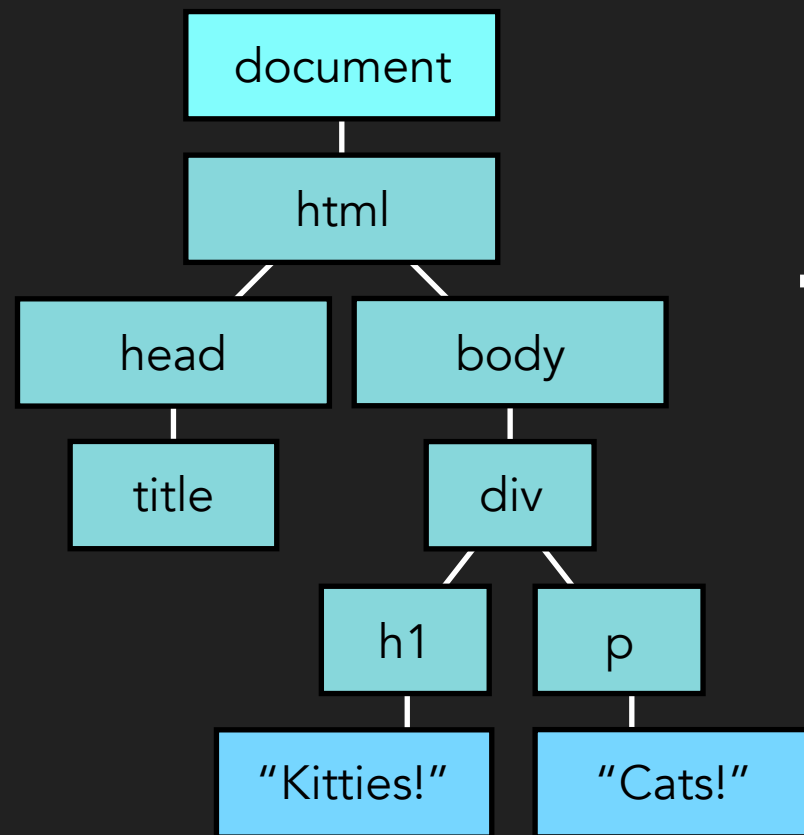 document
html
head
body
title
div
h1
p
“Kitties!”
“Cats!”